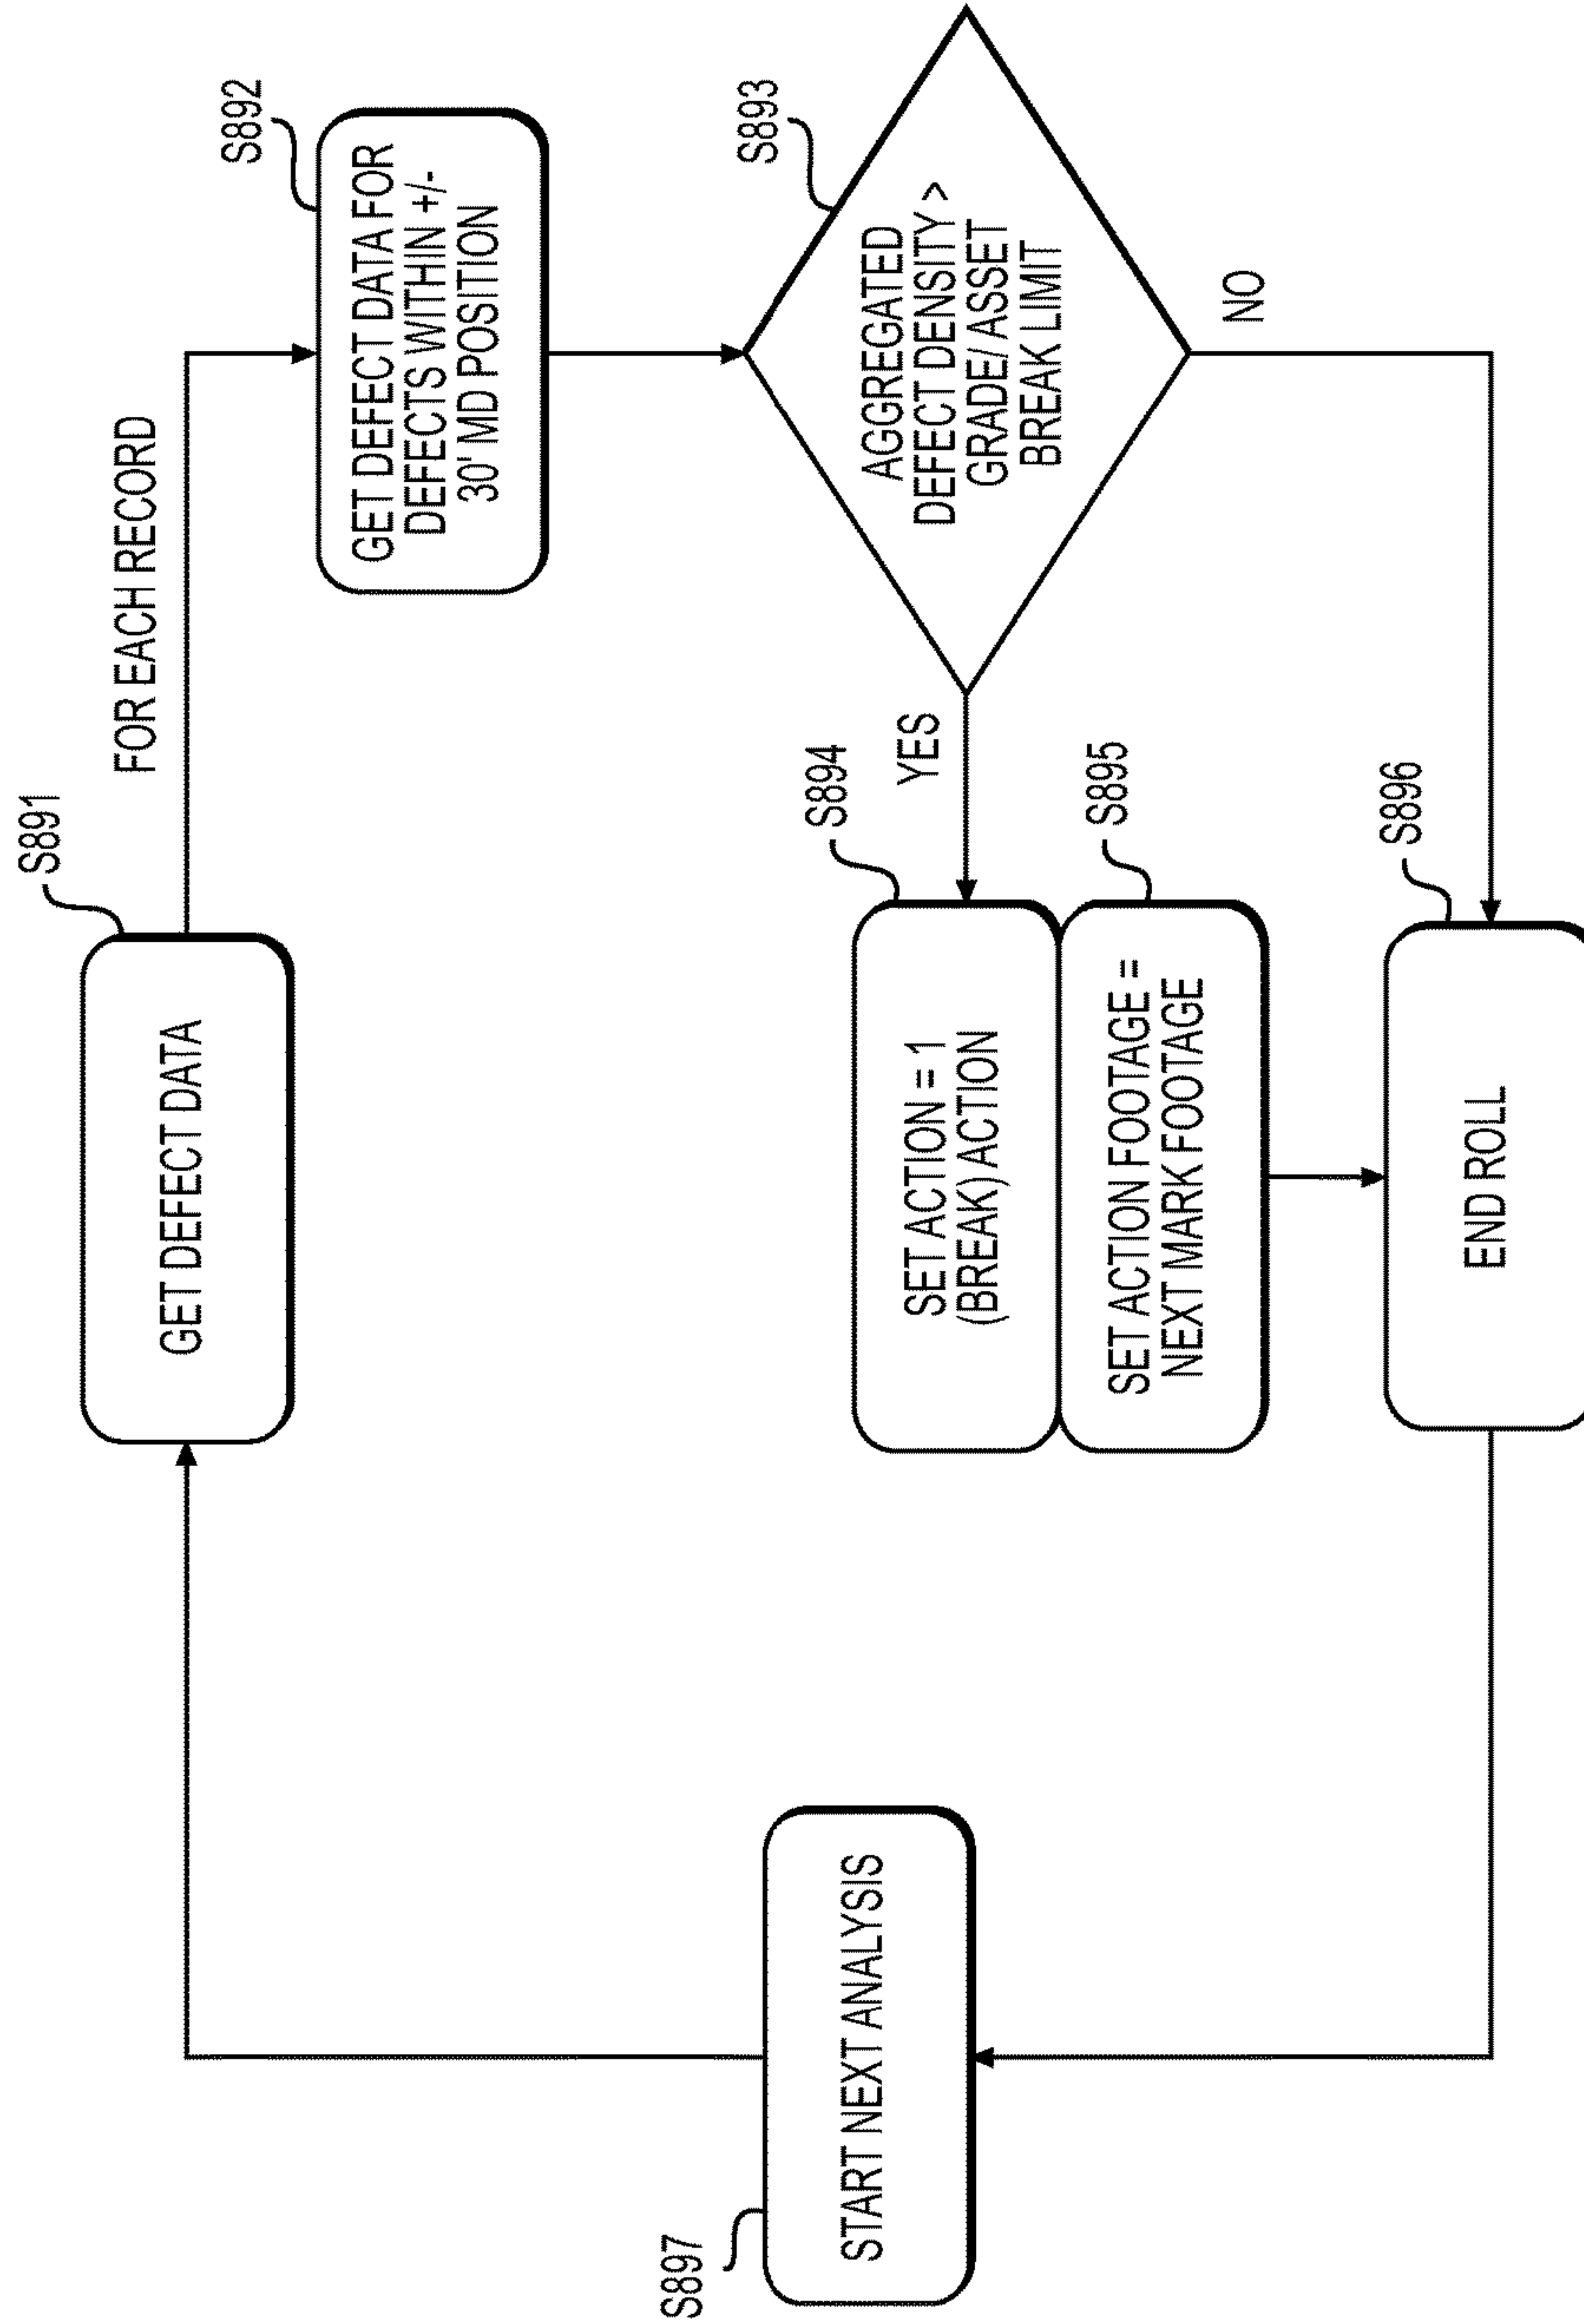 S891
GET DEFECT DATA
FOR EACH RECORD
S892
GET DEFECT DATA FOR
DEFECTS WITHIN +/-
30' MD POSITION
S893
AGGREGATED
DEFECT DENSITY >
GRADE/ ASSET
BREAK LIMIT
YES
NO
S894
SET ACTION = 1
(BREAK) ACTION
S895
SET ACTION FOOTAGE =
NEXT MARK FOOTAGE
S896
END ROLL
S897
START NEXT ANALYSIS